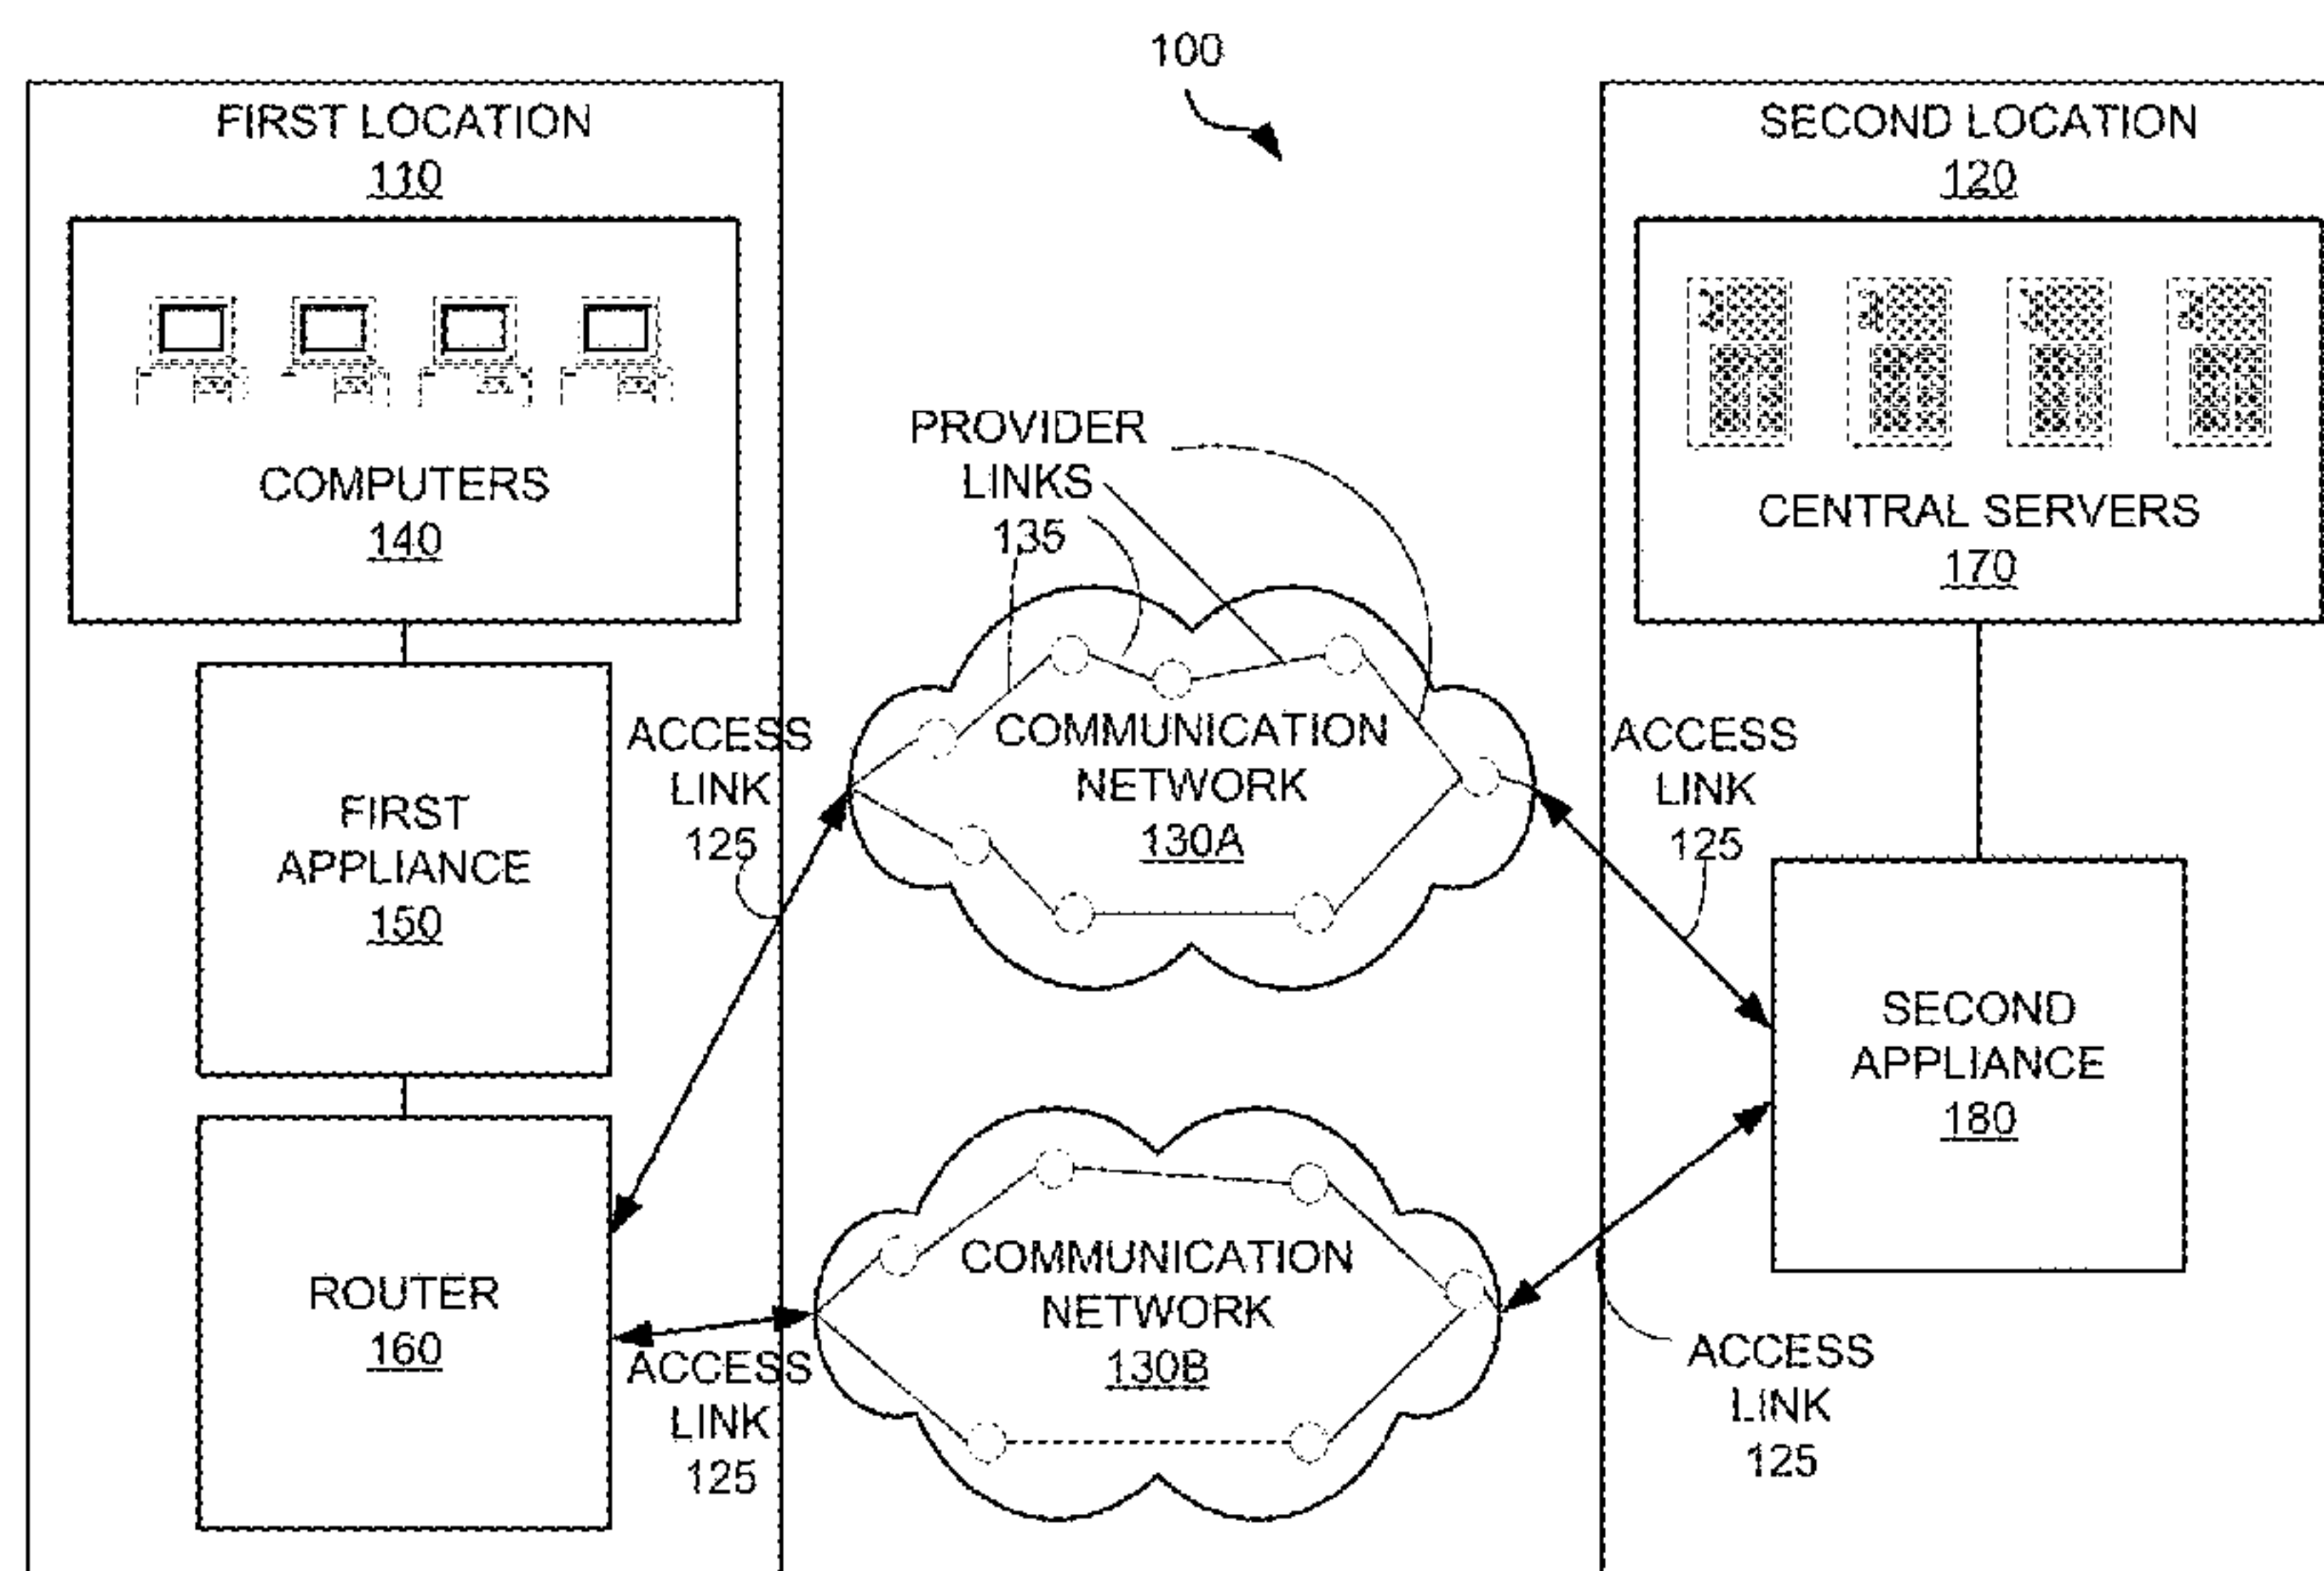 100
FIRST LOCATION
110
COMPUTERS
140
FIRST
APPLIANCE
150
ROUTER
160
ACCESS
LINK
125
ACCESS
LINK
125
PROVIDER
LINKS
135
COMMUNICATION
NETWORK
130A
COMMUNICATION
NETWORK
130B
SECOND LOCATION
120
CENTRAL SERVERS
170
ACCESS
LINK
125
SECOND
APPLIANCE
180
ACCESS
LINK
125